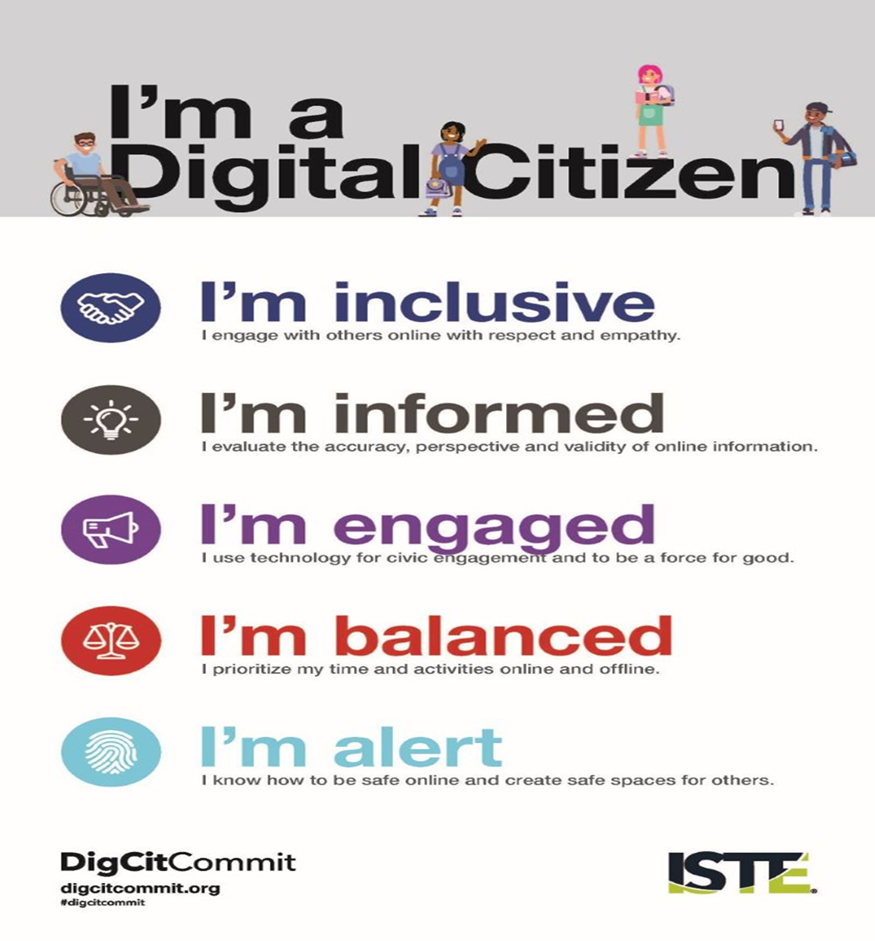 I'm a
Digital Citizen
I'm inclusive
I engage with others online with respect and empathy.
I'm informed
I evaluate the accuracy, perspective and validity of online information.
I'm engaged
I use technology for civic engagement and to be a force for good.
I'm balanced
I prioritize my time and activities online and offline.
I'm alert
I know how to be safe online and create safe spaces for others.
DigCitCommit
digcitcommit.org
#digcitcommit
ISTE®